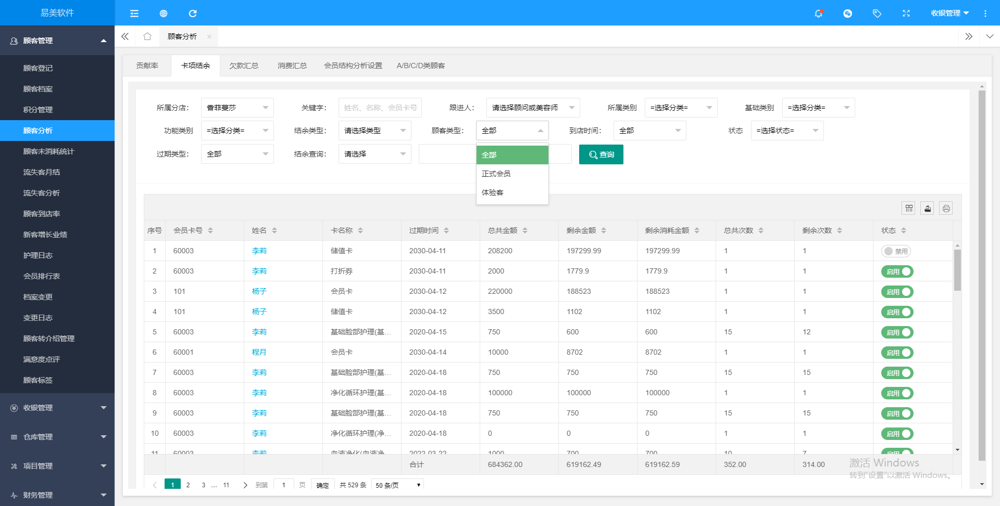 易美软件
收银管理
顾客管理
顾客登记
顾客档案
积分管理
顾客分析
顾客未消耗统计
流失客月结
流失客分析
顾客到店率
新客增长业绩
护理日志
会员排行表
档案变更
变更日志
顾客转介绍管理
满意度点评
顾客标签
收银管理
仓库管理
项目管理
财务管理
顾客分析 ×
贡献率 卡项结余 欠款汇总 消费汇总 会员结构分析设置 A/B/C/D类顾客
所属分店： 香菲蔓莎 关键字： 姓名、名称、会员卡号 跟进人： 请选择顾问或美容师 所属类别 =选择分类= 基础类别 =选择分类=
功能类别 =选择分类= 结余类型： 请选择类型 顾客类型： 全部 到店时间： 全部 状态 =选择状态=
过期类型： 全部 结余查询： 请选择 查询
全部
正式会员
体验客
序号 会员卡号 姓名 卡名称 过期时间 总共金额 剩余金额 剩余消耗金额 总共次数 剩余次数 状态
1 60003 李莉 储值卡 2030-04-11 208200 197299.99 197299.99 1 1 禁用
2 60003 李莉 打折券 2030-04-11 2000 1779.9 1779.9 1 1 启用
3 101 杨子 会员卡 2030-04-12 220000 188523 188523 1 1 启用
4 101 杨子 储值卡 2030-04-12 3500 1102 1102 1 1 启用
5 60003 李莉 基础脸部护理(基... 2020-04-15 750 600 600 15 12 启用
6 60001 程月 会员卡 2030-04-14 10000 8702 8702 1 1 启用
7 60003 李莉 基础脸部护理(基... 2020-04-18 750 750 750 15 15 启用
8 60003 李莉 净化循环护理(基... 2020-04-18 100000 100000 100000 1 1 启用
9 60003 李莉 基础脸部护理(基... 2020-04-18 750 750 750 15 15 启用
10 60003 李莉 净化循环护理(净... 2020-04-18 0 0 0 1 1 启用
11 60003 李莉 血液净化(血液净... 2022-03-22 1000 700 700 10 7 启用
合计 684362.00 619162.49 619162.59 352.00 314.00
1 2 3 ... 11 到第 1 页 确定 共 529 条 50 条/页
激活 Windows
转到"设置"以激活 Windows。